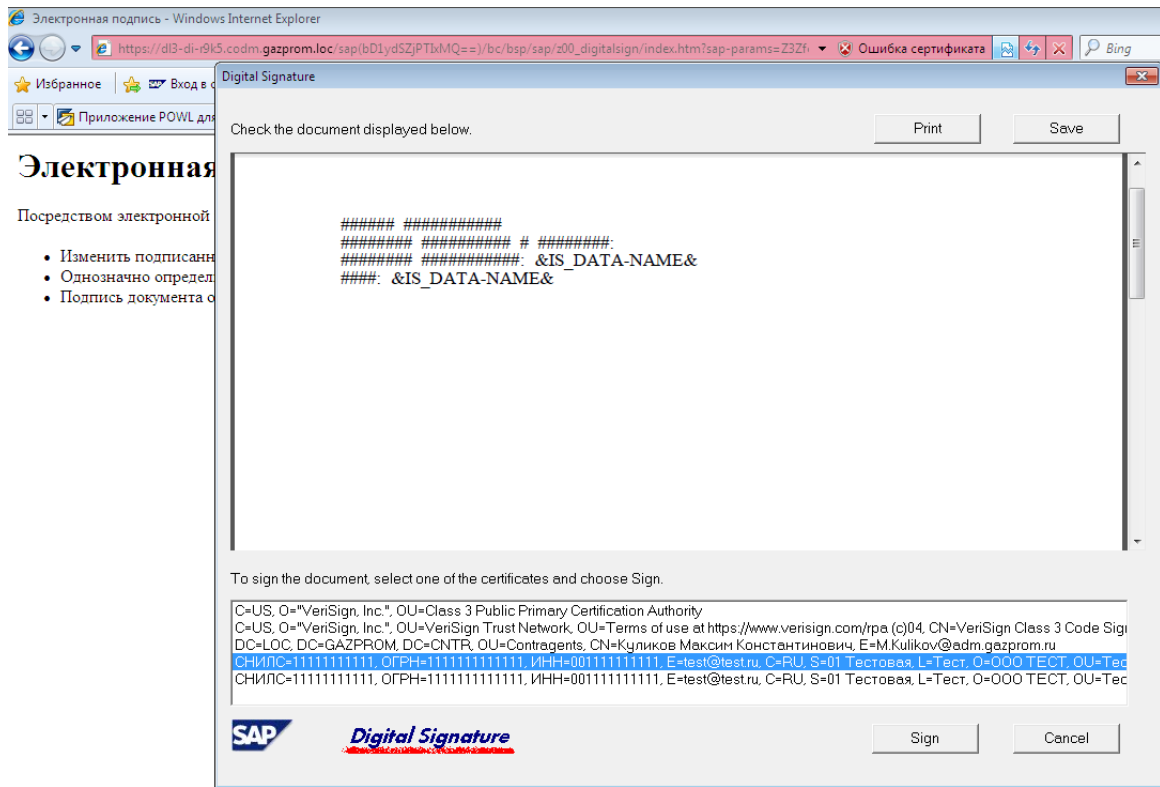 Электронная подпись - Windows Internet Explorer
https://dl3-di-r9k5.codm.gazprom.loc/sap(bD1ydSZjPTIxMQ==)/bc/bsp/sap/z00_digitalsign/index.htm?sap-params=Z3Zf Ошибка сертификата Bing
Избранное Вход в с
Приложение POWL для
Электронная
Посредством электронной
Изменить подписанн
Однозначно определ
Подпись документа о
Digital Signature
Check the document displayed below.
Print Save
###### ###########
######## ########## # ########:
######## ###########: &IS_DATA-NAME&
####: &IS_DATA-NAME&
To sign the document, select one of the certificates and choose Sign.
C=US, O="VeriSign, Inc.", OU=Class 3 Public Primary Certification Authority
C=US, O="VeriSign, Inc.", OU=VeriSign Trust Network, OU=Terms of use at https://www.verisign.com/rpa (c)04, CN=VeriSign Class 3 Code Sig
DC=LOC, DC=GAZPROM, DC=CNTR, OU=Contragents, CN=Куликов Максим Константинович, E=M.Kulikov@adm.gazprom.ru
СНИЛС=11111111111, ОГРН=1111111111111, ИНН=001111111111, E=test@test.ru, C=RU, S=01 Тестовая, L=Тест, O=ООО ТЕСТ, OU=Тес
СНИЛС=11111111111, ОГРН=1111111111111, ИНН=001111111111, E=test@test.ru, C=RU, S=01 Тестовая, L=Тест, O=ООО ТЕСТ, OU=Тес
SAP Digital Signature
Sign Cancel